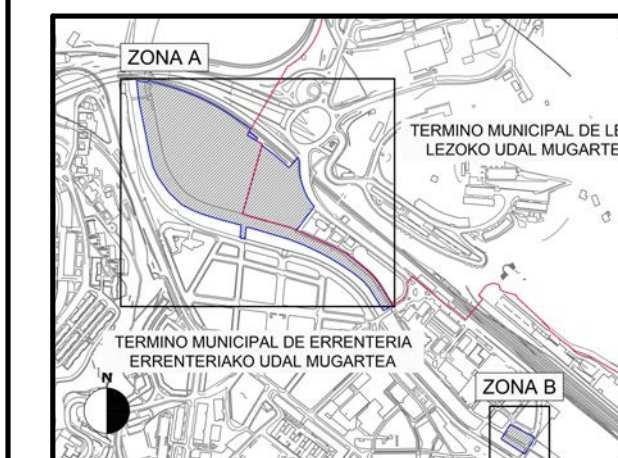 ZONA A
TERMINO MUNICIPAL DE LE
LEZOKO UDAL MUGARTE
TERMINO MUNICIPAL DE ERRENTERIA
ERRENTERIAKO UDAL MUGARTEA
N
ZONA B